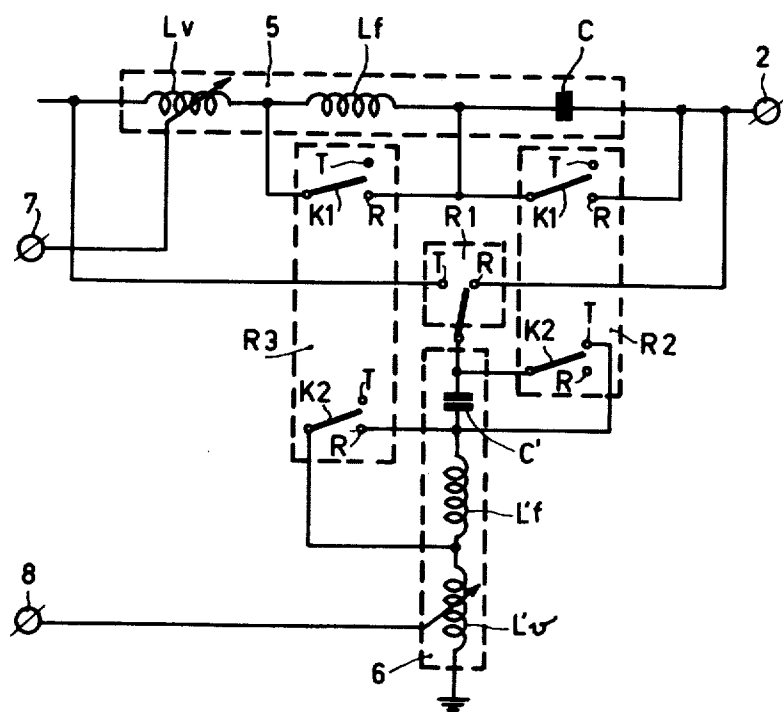 Lv 5 Lf C 2
T T
K1 R K1 R
7 R1
T R
R3 K2 T R2
K2 T R
R C'
L'f
8
L'v
6